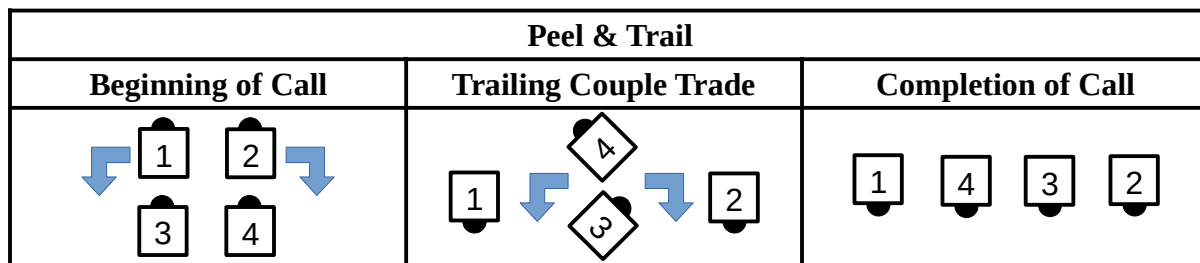 Peel & Trail
Beginning of Call
Trailing Couple Trade
Completion of Call
1 2
3 4
4
1 2
3
1 4 3 2